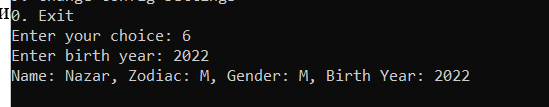 и
0. Exit
Enter your choice: 6
Enter birth year: 2022
Name: Nazar, Zodiac: M, Gender: M, Birth Year: 2022